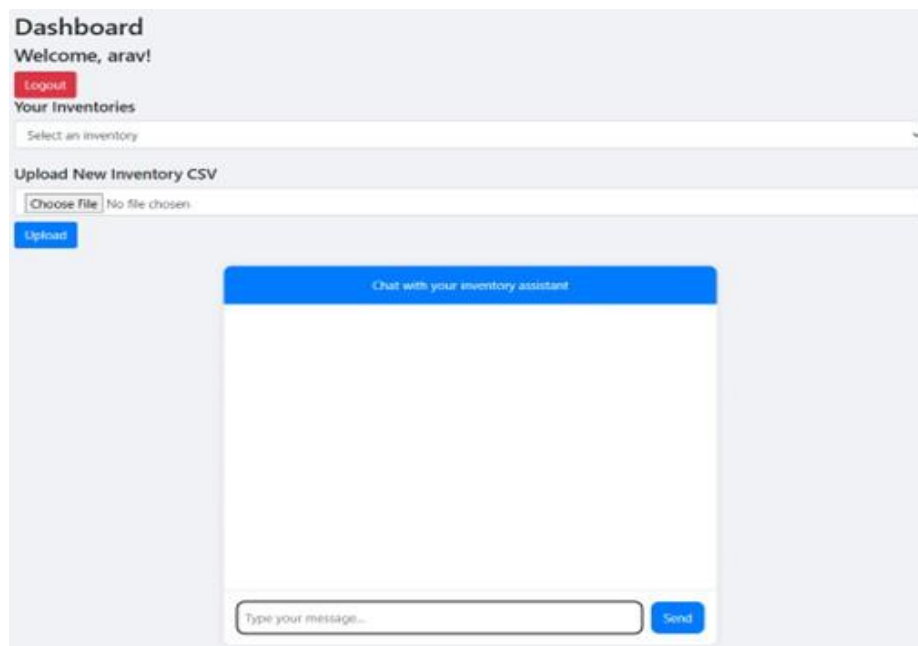 Dashboard
Welcome, arav!
Logout
Your Inventories
Select an inventory
Upload New Inventory CSV
Choose File No file chosen
Upload
Chat with your inventory assistant
Type your message...
Send